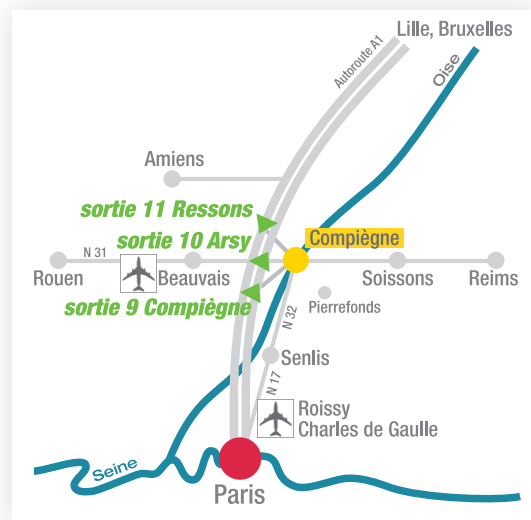 Lille, Bruxelles
Autoroute A1
Oise
Amiens
sortie 11 Ressons
sortie 10 Arsy
Compiègne
N 31
Rouen
Beauvais
Soissons
Reims
sortie 9 Compiègne
Pierrefonds
N 32
Senlis
N 17
Roissy
Charles de Gaulle
Seine
Paris